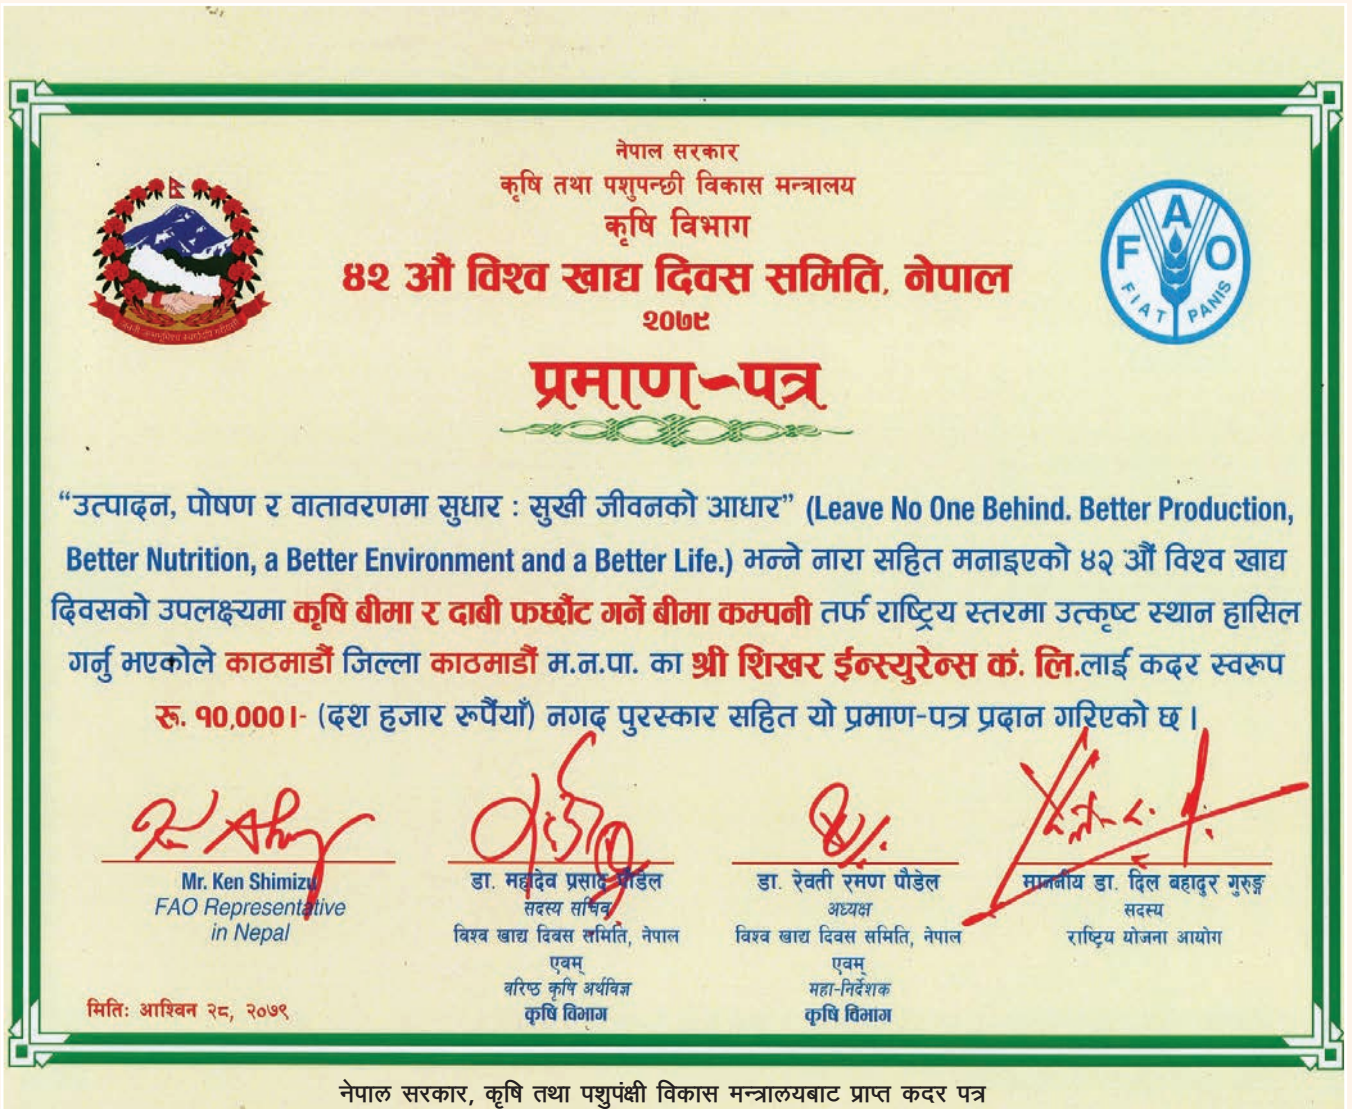 नेपाल सरकार
कृषि तथा पशुपन्छी विकास मन्त्रालय
कृषि विभाग
४२ औं विश्व खाद्य दिवस समिति, नेपाल
२०७९
FAO
FIAT PANIS
प्रमाण-पत्र
“उत्पादन, पोषण र वातावरणमा सुधार : सुखी जीवनको आधार” (Leave No One Behind. Better Production,
Better Nutrition, a Better Environment and a Better Life.) भन्ने नारा सहित मनाइएको ४२ औं विश्व खाद्य
दिवसको उपलक्ष्यमा कृषि बीमा र दाबी फर्छौट गर्ने बीमा कम्पनी तर्फ राष्ट्रिय स्तरमा उत्कृष्ट स्थान हासिल
गर्नु भएकोले काठमाडौं जिल्ला काठमाडौं म.न.पा. का श्री शिखर ईन्स्युरेन्स कं. लि.लाई कदर स्वरूप
रू. १०,०००।- (दश हजार रूपैंयाँ) नगद पुरस्कार सहित यो प्रमाण-पत्र प्रदान गरिएको छ।
Mr. Ken Shimizu
FAO Representative
in Nepal
डा. महादेव प्रसाद पौडेल
सदस्य सचिव
विश्व खाद्य दिवस समिति, नेपाल
एवम्
वरिष्ठ कृषि अर्थविज्ञ
कृषि विभाग
डा. रेवती रमण पौडेल
अध्यक्ष
विश्व खाद्य दिवस समिति, नेपाल
एवम्
महा-निर्देशक
कृषि विभाग
माननीय डा. दिल बहादुर गुरुङ्ग
सदस्य
राष्ट्रिय योजना आयोग
मिति: आश्विन २८, २०७९
नेपाल सरकार, कृषि तथा पशुपंक्षी विकास मन्त्रालयबाट प्राप्त कदर पत्र